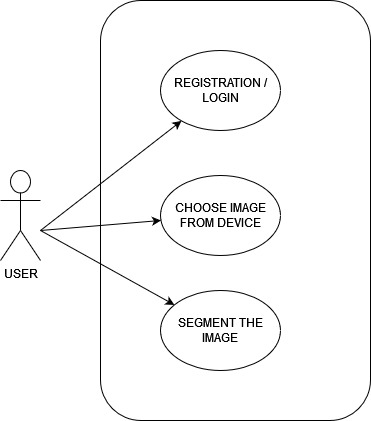 REGISTRATION /
LOGIN
CHOOSE IMAGE
FROM DEVICE
USER
SEGMENT THE
IMAGE